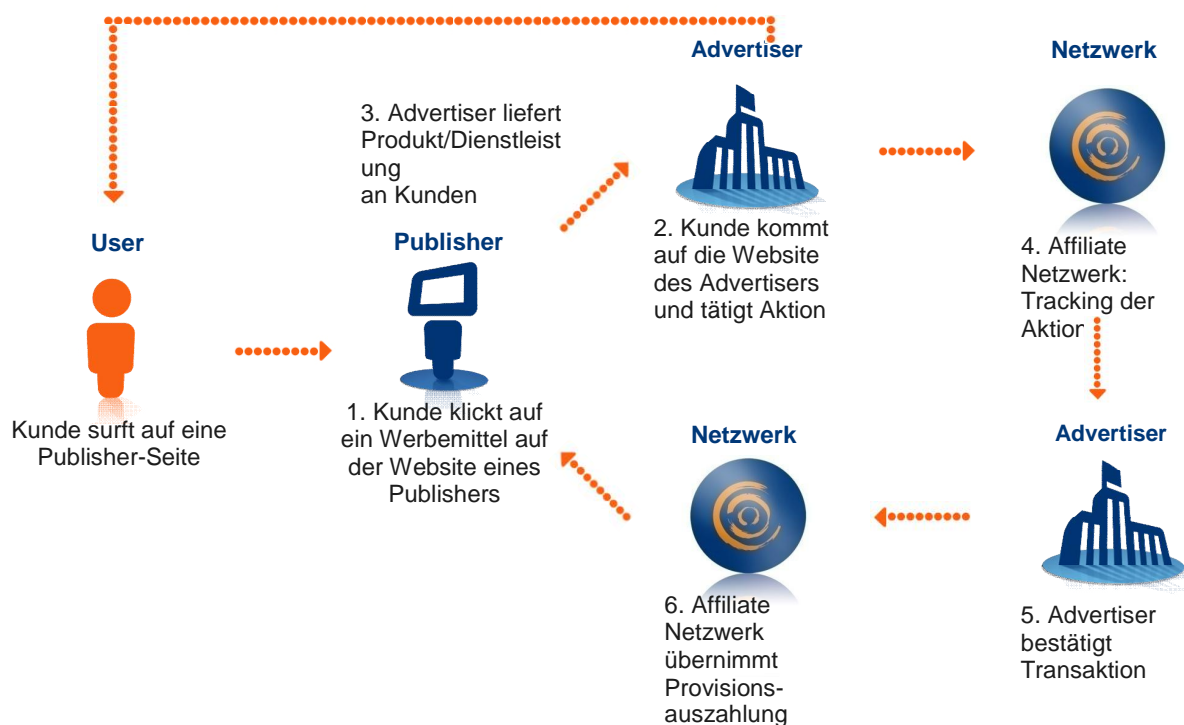 Advertiser
Netzwerk
3. Advertiser liefert
Produkt/Dienstleist
ung
an Kunden
User
Publisher
2. Kunde kommt
auf die Website
des Advertisers
und tätigt Aktion
4. Affiliate
Netzwerk:
Tracking der
Aktion
Kunde surft auf eine
Publisher-Seite
1. Kunde klickt auf
ein Werbemittel auf
der Website eines
Publishers
Netzwerk
Advertiser
6. Affiliate
Netzwerk
übernimmt
Provisions-
auszahlung
5. Advertiser
bestätigt
Transaktion